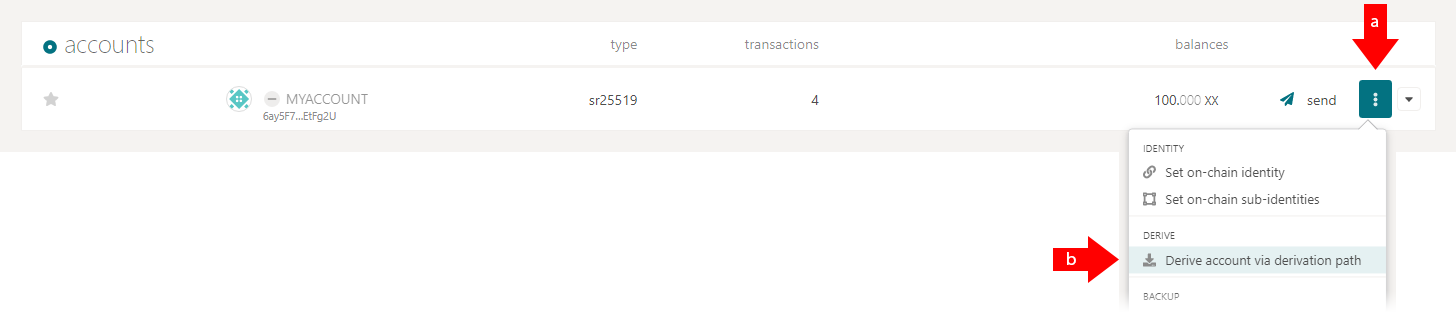 a
accounts type transactions balances
MYACCOUNT sr25519 4 100.000 XX send
6ay5F7...EtFg2U
IDENTITY
Set on-chain identity
Set on-chain sub-identities
DERIVE
b
Derive account via derivation path
BACKUP